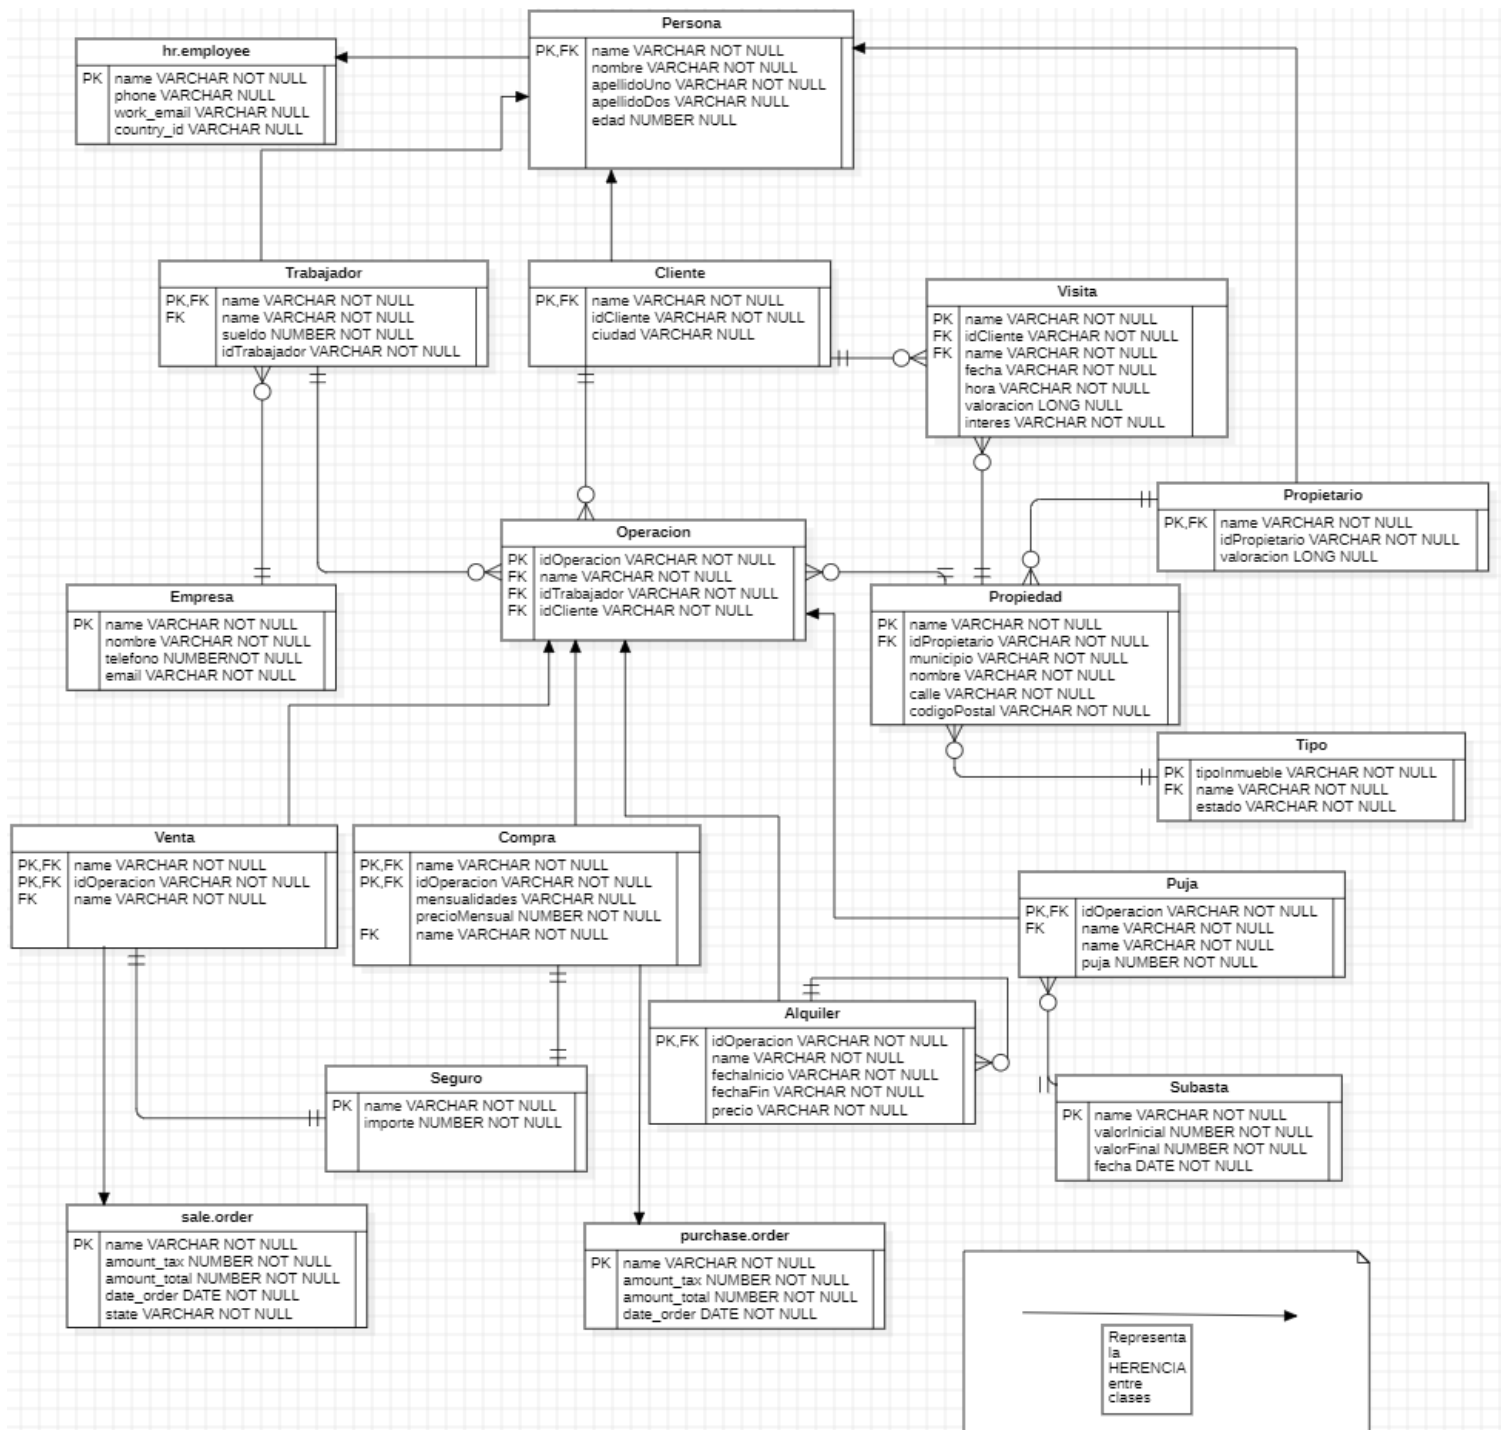 Persona
PK,FK name VARCHAR NOT NULL
nombre VARCHAR NOT NULL
apellidoUno VARCHAR NOT NULL
apellidoDos VARCHAR NULL
edad NUMBER NULL
hr.employee
PK name VARCHAR NOT NULL
phone VARCHAR NULL
work_email VARCHAR NULL
country_id VARCHAR NULL
Trabajador
PK,FK name VARCHAR NOT NULL
FK name VARCHAR NOT NULL
sueldo NUMBER NOT NULL
idTrabajador VARCHAR NOT NULL
Cliente
PK,FK name VARCHAR NOT NULL
idCliente VARCHAR NOT NULL
ciudad VARCHAR NULL
Visita
PK name VARCHAR NOT NULL
FK idCliente VARCHAR NOT NULL
FK name VARCHAR NOT NULL
fecha VARCHAR NOT NULL
hora VARCHAR NOT NULL
valoracion LONG NULL
interes VARCHAR NOT NULL
Propietario
PK,FK name VARCHAR NOT NULL
idPropietario VARCHAR NOT NULL
valoracion LONG NULL
Operacion
PK idOperacion VARCHAR NOT NULL
FK name VARCHAR NOT NULL
FK idTrabajador VARCHAR NOT NULL
FK idCliente VARCHAR NOT NULL
Empresa
PK name VARCHAR NOT NULL
nombre VARCHAR NOT NULL
telefono NUMBERNOT NULL
email VARCHAR NOT NULL
Propiedad
PK name VARCHAR NOT NULL
FK idPropietario VARCHAR NOT NULL
municipio VARCHAR NOT NULL
nombre VARCHAR NOT NULL
calle VARCHAR NOT NULL
codigoPostal VARCHAR NOT NULL
Tipo
PK tipoInmueble VARCHAR NOT NULL
FK name VARCHAR NOT NULL
estado VARCHAR NOT NULL
Venta
PK,FK name VARCHAR NOT NULL
PK,FK idOperacion VARCHAR NOT NULL
FK name VARCHAR NOT NULL
Compra
PK,FK name VARCHAR NOT NULL
PK,FK idOperacion VARCHAR NOT NULL
mensualidades VARCHAR NULL
precioMensual NUMBER NOT NULL
FK name VARCHAR NOT NULL
Puja
PK,FK idOperacion VARCHAR NOT NULL
FK name VARCHAR NOT NULL
name VARCHAR NOT NULL
puja NUMBER NOT NULL
Alquiler
PK,FK idOperacion VARCHAR NOT NULL
name VARCHAR NOT NULL
fechaInicio VARCHAR NOT NULL
fechaFin VARCHAR NOT NULL
precio VARCHAR NOT NULL
Seguro
PK name VARCHAR NOT NULL
importe NUMBER NOT NULL
Subasta
PK name VARCHAR NOT NULL
valorInicial NUMBER NOT NULL
valorFinal NUMBER NOT NULL
fecha DATE NOT NULL
sale.order
PK name VARCHAR NOT NULL
amount_tax NUMBER NOT NULL
amount_total NUMBER NOT NULL
date_order DATE NOT NULL
state VARCHAR NOT NULL
purchase.order
PK name VARCHAR NOT NULL
amount_tax NUMBER NOT NULL
amount_total NUMBER NOT NULL
date_order DATE NOT NULL
Representa
la
HERENCIA
entre
clases